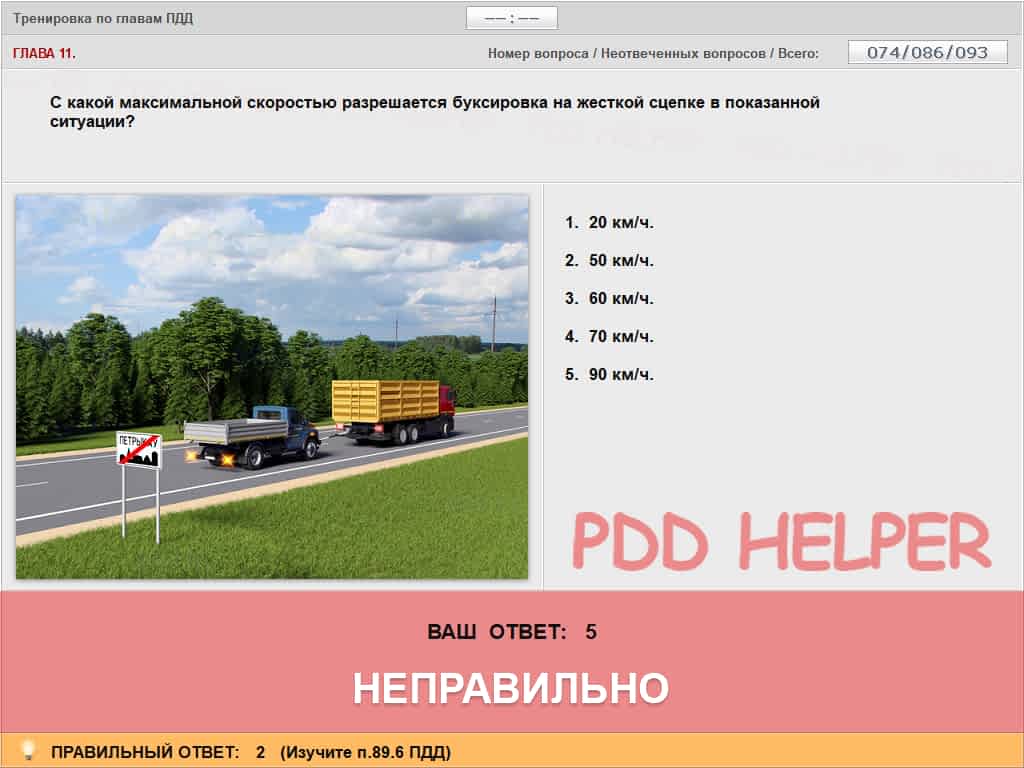 Тренировка по главам ПДД
−− : −−
ГЛАВА 11.
Номер вопроса / Неотвеченных вопросов / Всего:
074/086/093
С какой максимальной скоростью разрешается буксировка на жесткой сцепке в показанной
ситуации?
1. 20 км/ч.
2. 50 км/ч.
3. 60 км/ч.
4. 70 км/ч.
5. 90 км/ч.
PDD HELPER
ВАШ ОТВЕТ: 5
НЕПРАВИЛЬНО
ПРАВИЛЬНЫЙ ОТВЕТ: 2 (Изучите п.89.6 ПДД)